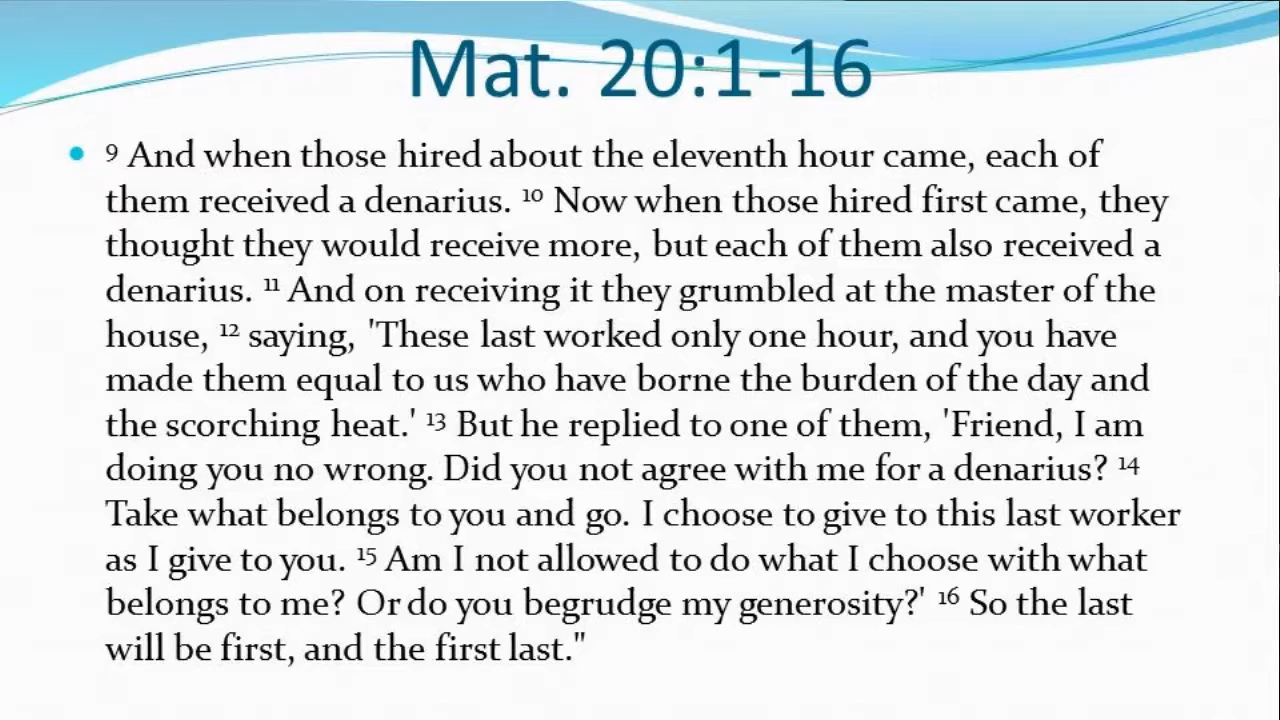 Mat. 20:1-16
• ⁹ And when those hired about the eleventh hour came, each of
them received a denarius. ¹⁰ Now when those hired first came, they
thought they would receive more, but each of them also received a
denarius. ¹¹ And on receiving it they grumbled at the master of the
house, ¹² saying, 'These last worked only one hour, and you have
made them equal to us who have borne the burden of the day and
the scorching heat.' ¹³ But he replied to one of them, 'Friend, I am
doing you no wrong. Did you not agree with me for a denarius? ¹⁴
Take what belongs to you and go. I choose to give to this last worker
as I give to you. ¹⁵ Am I not allowed to do what I choose with what
belongs to me? Or do you begrudge my generosity?' ¹⁶ So the last
will be first, and the first last."